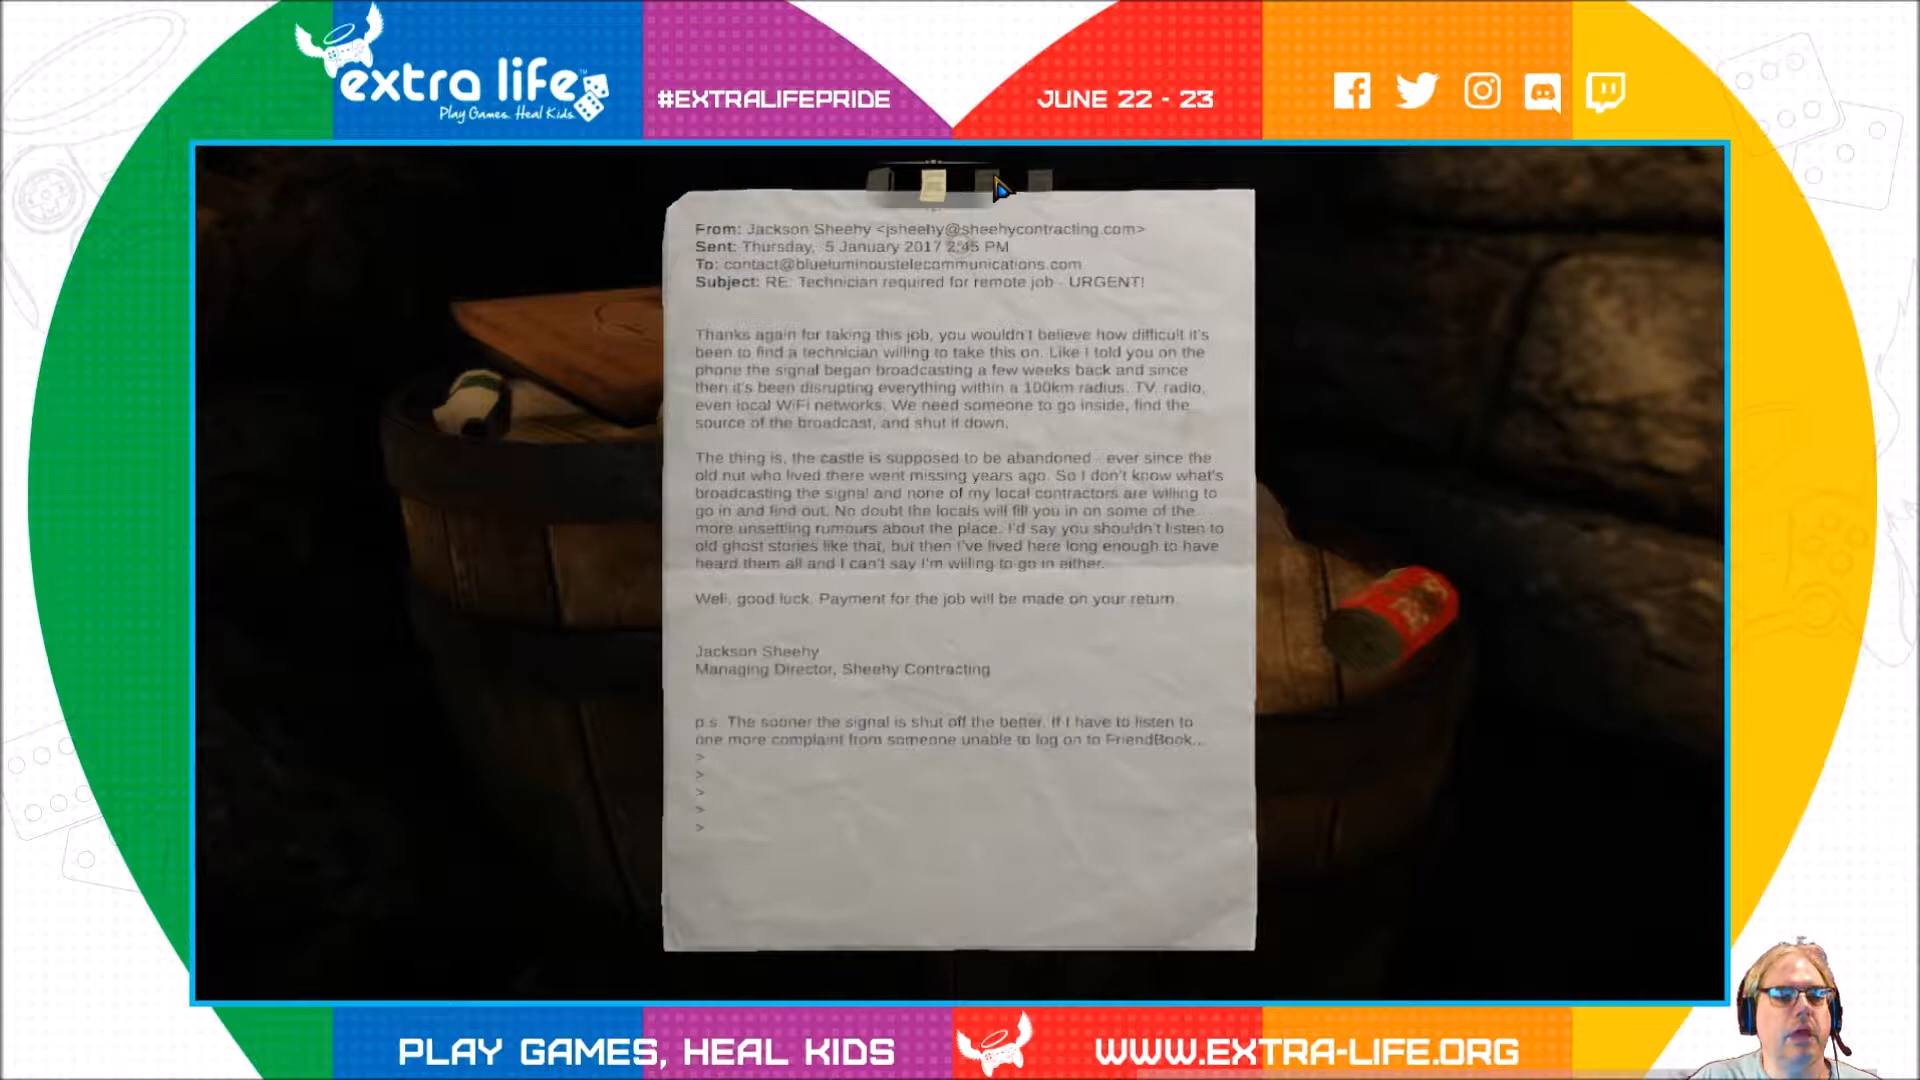 extra life
Play Games. Heal Kids.
#EXTRALIFEPRIDE
JUNE 22 - 23
From: Jackson Sheehy <jsheehy@sheehycontracting.com>
Sent: Thursday, 5 January 2017 2:45 PM
To: contact@blueluminoustelecommunications.com
Subject: RE: Technician required for remote job - URGENT!
Thanks again for taking this job, you wouldn't believe how difficult it's
been to find a technician willing to take this on. Like I told you on the
phone the signal began broadcasting a few weeks back and since
then it's been disrupting everything within a 100km radius. TV, radio,
even local WiFi networks. We need someone to go inside, find the
source of the broadcast, and shut it down.
The thing is, the castle is supposed to be abandoned - ever since the
old nut who lived there went missing years ago. So I don't know what's
broadcasting the signal and none of my local contractors are willing to
go in and find out. No doubt the locals will fill you in on some of the
more unsettling rumours about the place. I'd say you shouldn't listen to
old ghost stories like that, but then I've lived here long enough to have
heard them all and I can't say I'm willing to go in either.
Well, good luck. Payment for the job will be made on your return.
Jackson Sheehy
Managing Director, Sheehy Contracting
p.s. The sooner the signal is shut off the better. If I have to listen to
one more complaint from someone unable to log on to FriendBook...
>
>
>
>
>
PLAY GAMES, HEAL KIDS
WWW.EXTRA-LIFE.ORG